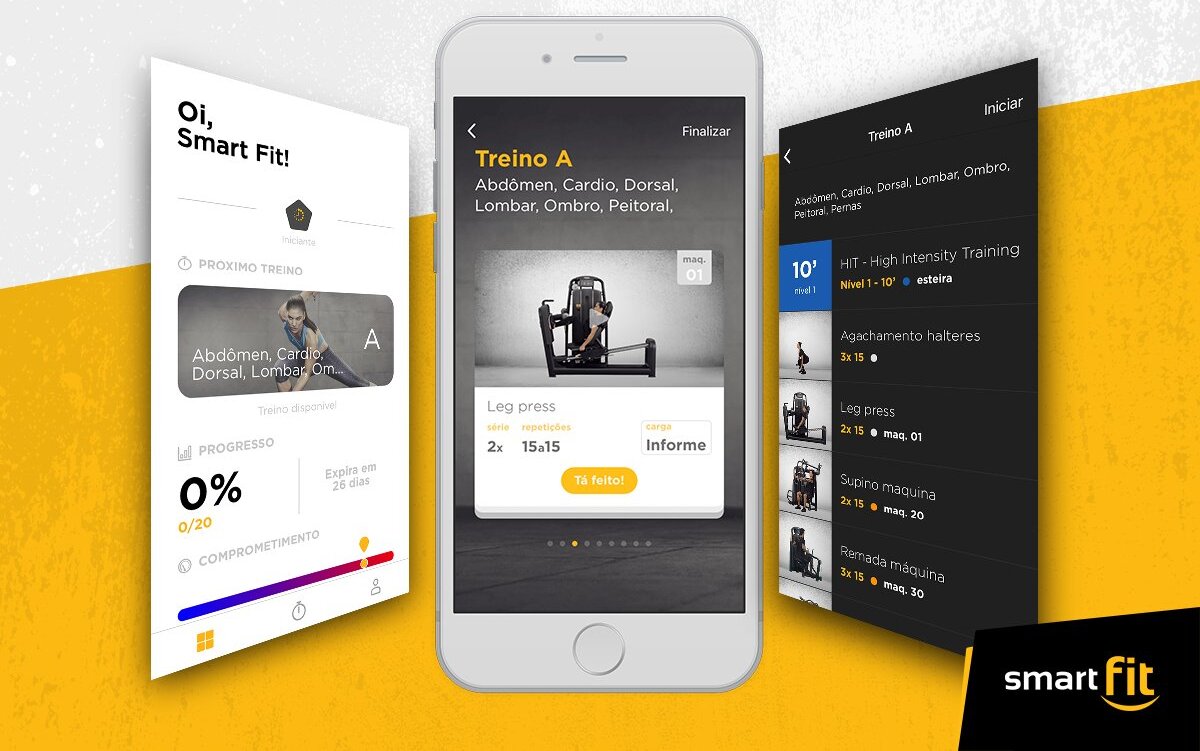 Oi,
Smart Fit!
Iniciante
PRÓXIMO TREINO
Abdômen, Cardio,
Dorsal, Lombar, Om...
A
Treino disponível
PROGRESSO
0%
0/20
Expira em
26 dias
COMPROMETIMENTO
Finalizar
Treino A
Abdômen, Cardio, Dorsal,
Lombar, Ombro, Peitoral,
maq.
01
Leg press
série repetições carga
2x 15a15 Informe
Tá feito!
Treino A
Iniciar
Abdômen, Cardio, Dorsal, Lombar, Ombro,
Peitoral, Pernas
10’
nível 1
HIT - High Intensity Training
Nível 1 - 10’ esteira
Agachamento halteres
3x 15
Leg press
2x 15 maq. 01
Supino maquina
2x 15 maq. 20
Remada máquina
3x 15 maq. 30
smart fit